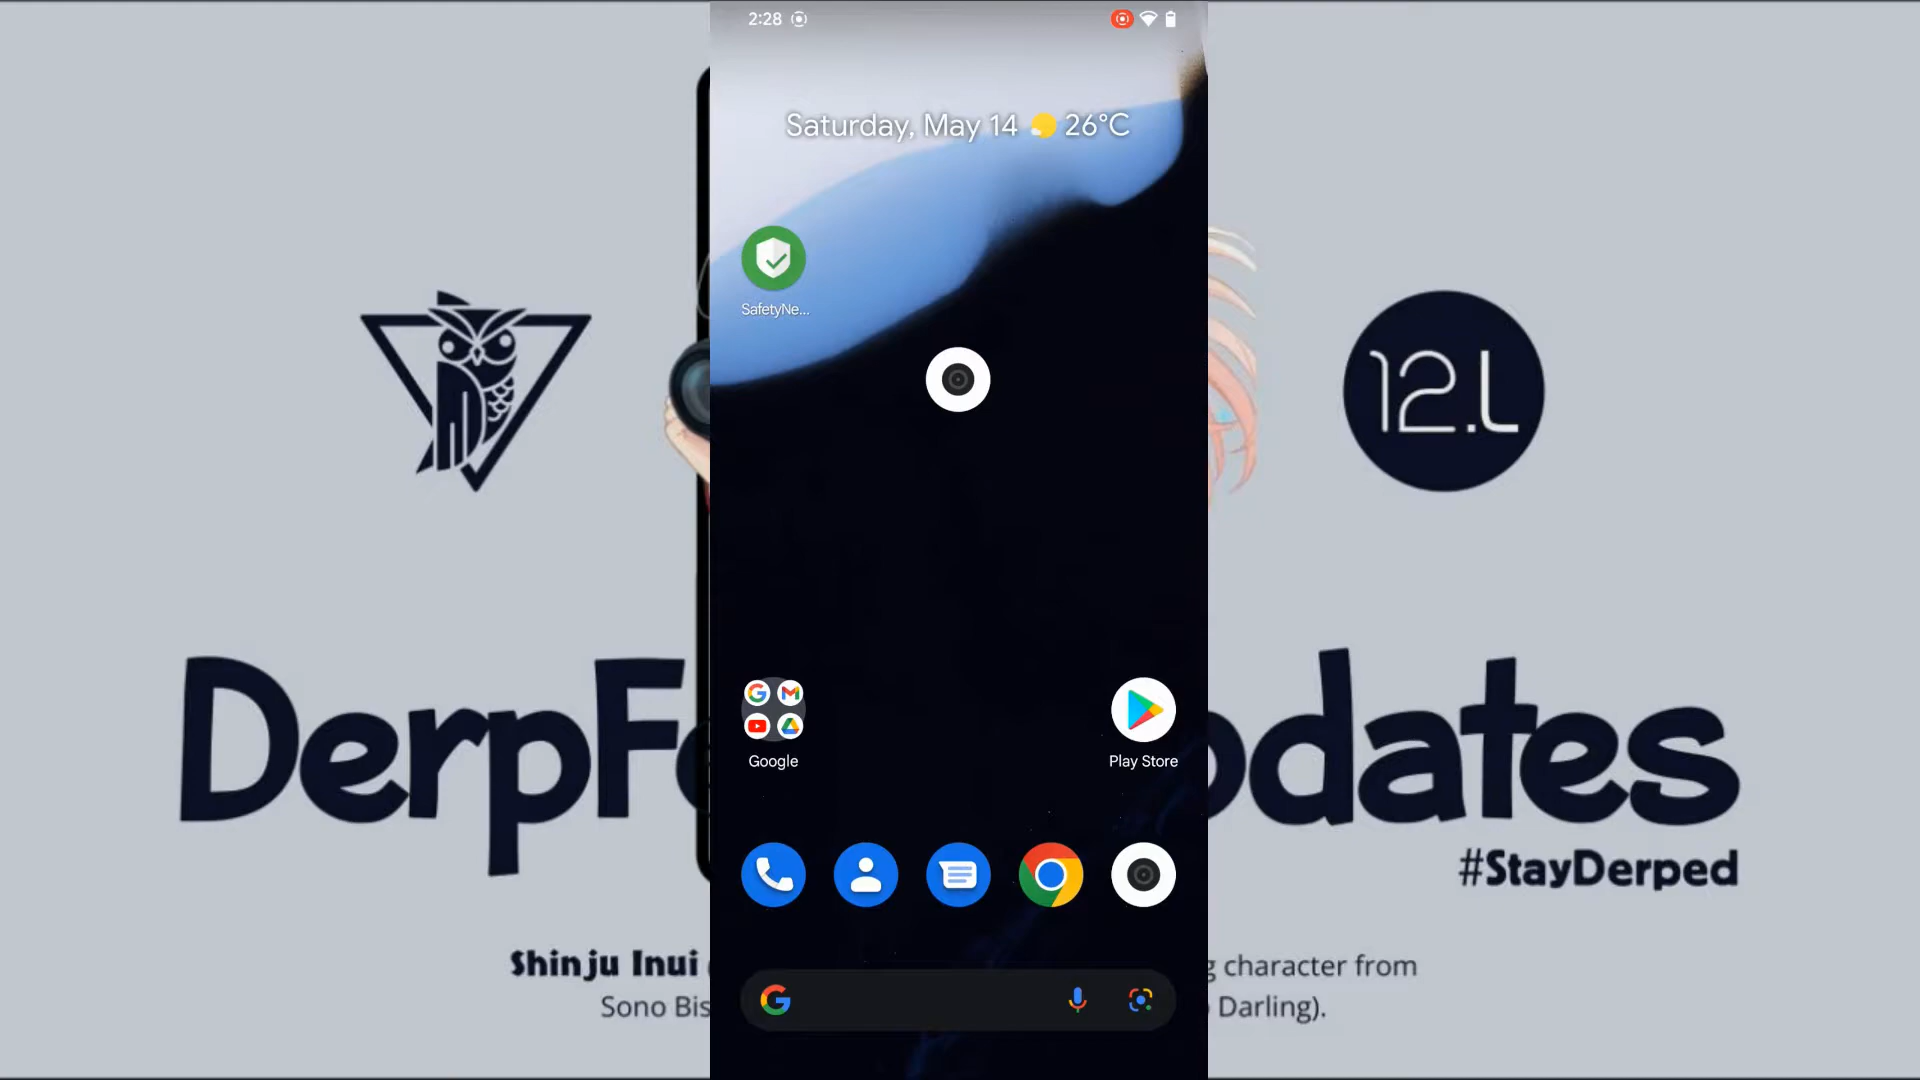 2:28
Saturday, May 14 26°C
SafetyNe...
12.L
Google
Play Store
DerpF
dates
#StayDerped
Shinju Inui
character from
Sono Bis
Darling).